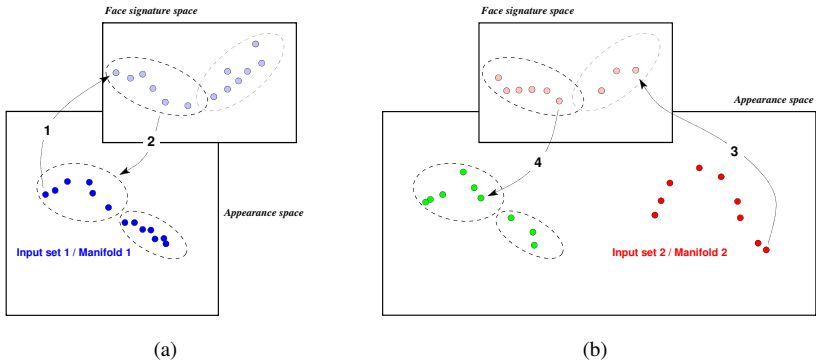 Face signature space
1
2
Appearance space
Input set 1 / Manifold 1
(a)
Face signature space
Appearance space
3
4
Input set 2 / Manifold 2
(b)